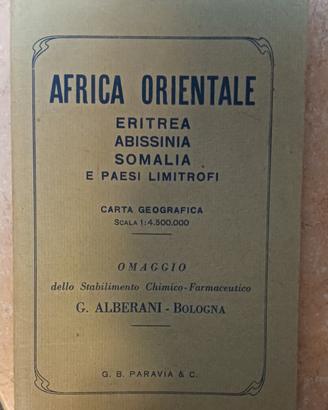 AFRICA ORIENTALE
ERITREA
ABISSINIA
SOMALIA
E PAESI LIMITROFI
CARTA GEOGRAFICA
SCALA 1:4.500.000
OMAGGIO
dello Stabilimento Chimico-Farmaceutico
G. ALBERANI - BOLOGNA
G. B. PARAVIA & C.